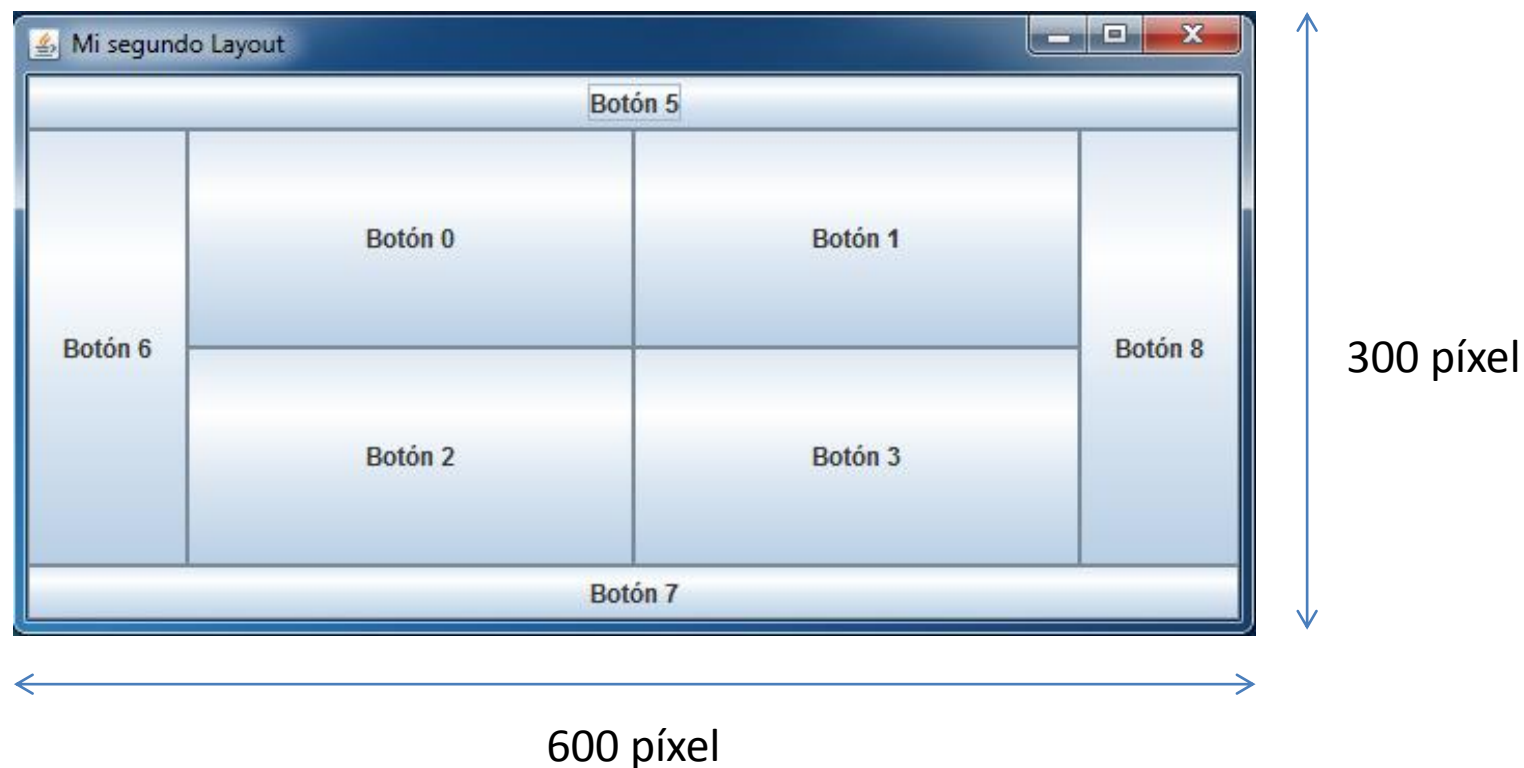 Mi segundo Layout
Botón 5
Botón 0
Botón 1
Botón 6
Botón 8
Botón 2
Botón 3
Botón 7
300 píxel
600 píxel